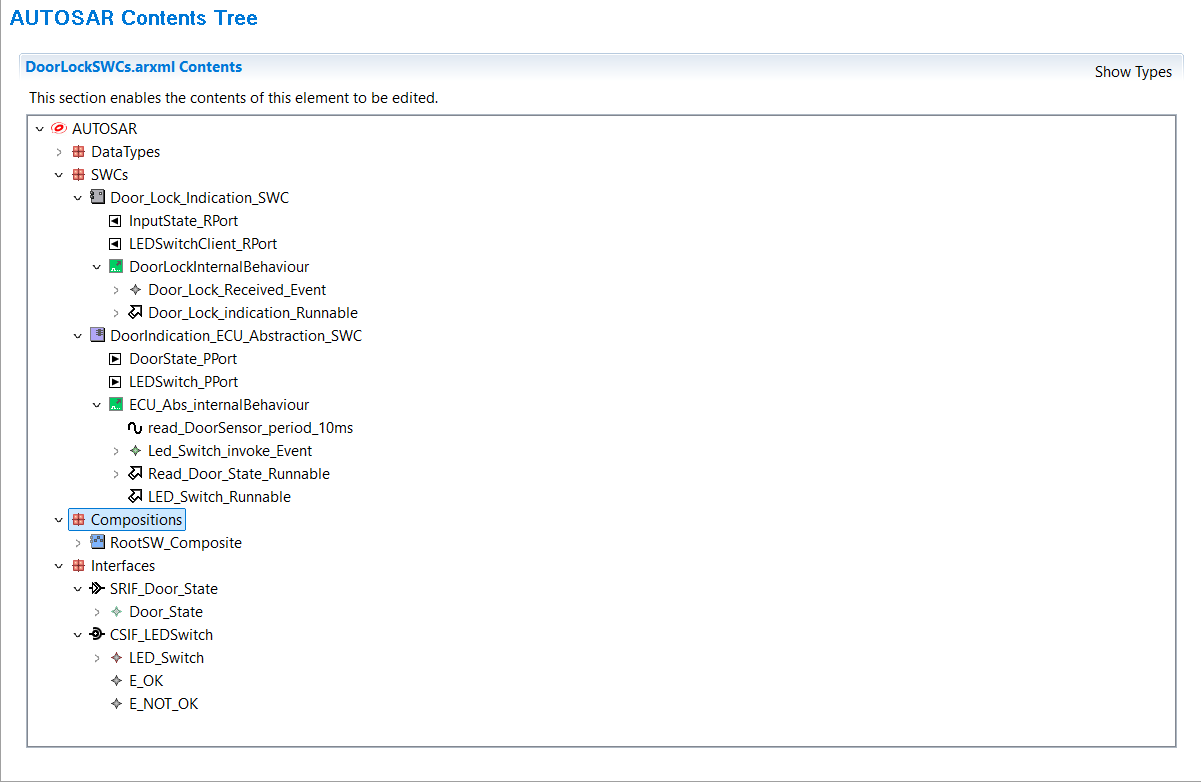 AUTOSAR Contents Tree
DoorLockSWCs.arxml Contents
Show Types
This section enables the contents of this element to be edited.
AUTOSAR
DataTypes
SWCs
Door_Lock_Indication_SWC
InputState_RPort
LEDSwitchClient_RPort
DoorLockInternalBehaviour
Door_Lock_Received_Event
Door_Lock_indication_Runnable
DoorIndication_ECU_Abstraction_SWC
DoorState_PPort
LEDSwitch_PPort
ECU_Abs_internalBehaviour
read_DoorSensor_period_10ms
Led_Switch_invoke_Event
Read_Door_State_Runnable
LED_Switch_Runnable
Compositions
RootSW_Composite
Interfaces
SRIF_Door_State
Door_State
CSIF_LEDSwitch
LED_Switch
E_OK
E_NOT_OK